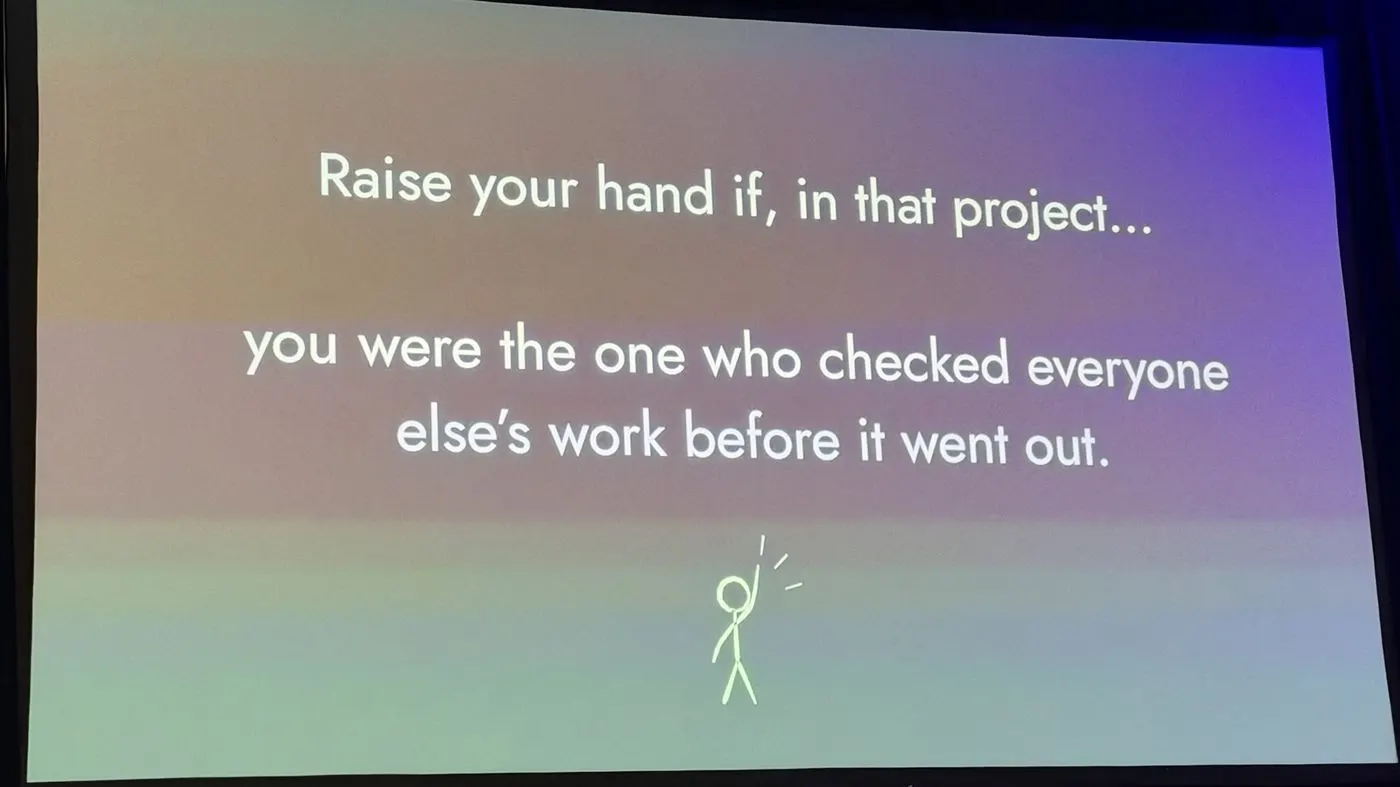 Raise your hand if, in that project...
you were the one who checked everyone
else's work before it went out.